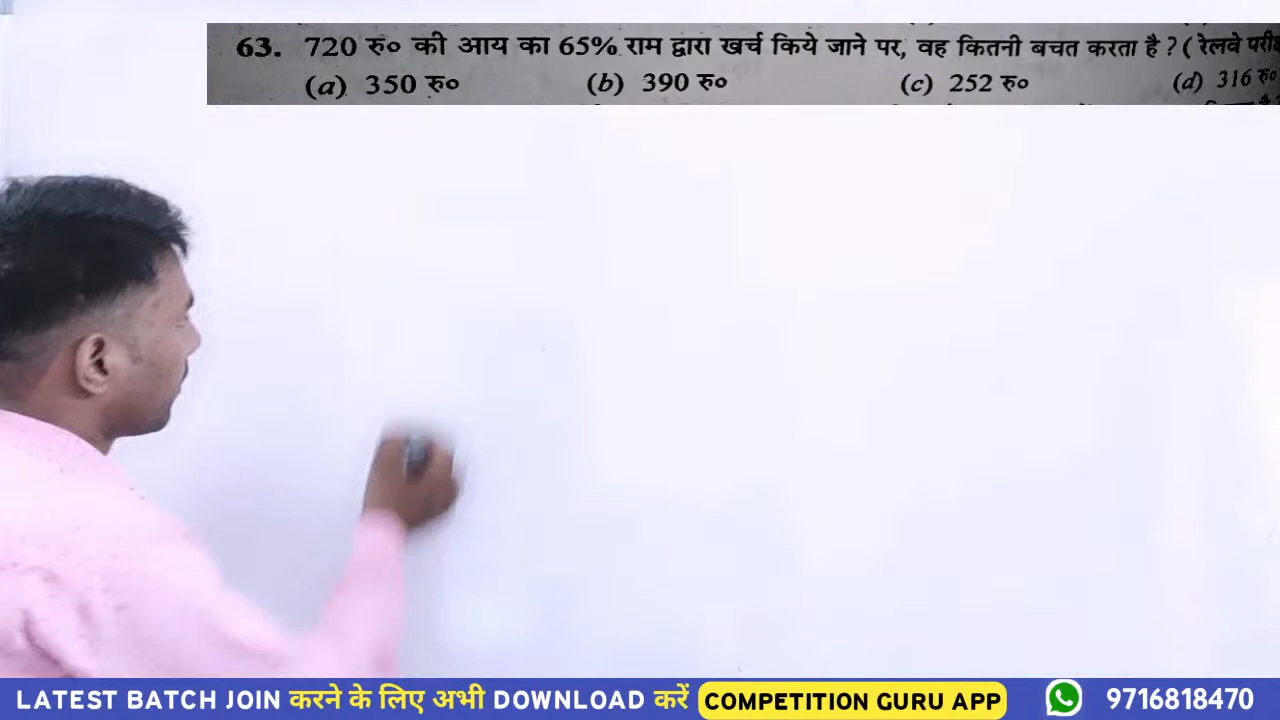 63. 720 रु० की आय का 65% राम द्वारा खर्च किये जाने पर, वह कितनी बचत करता है ? ( रेलवे
(a) 350 रु० (b) 390 रु० (c) 252 रु० (d) 316 रु०
LATEST BATCH JOIN करने के लिए अभी DOWNLOAD करें COMPETITION GURU APP 9716818470